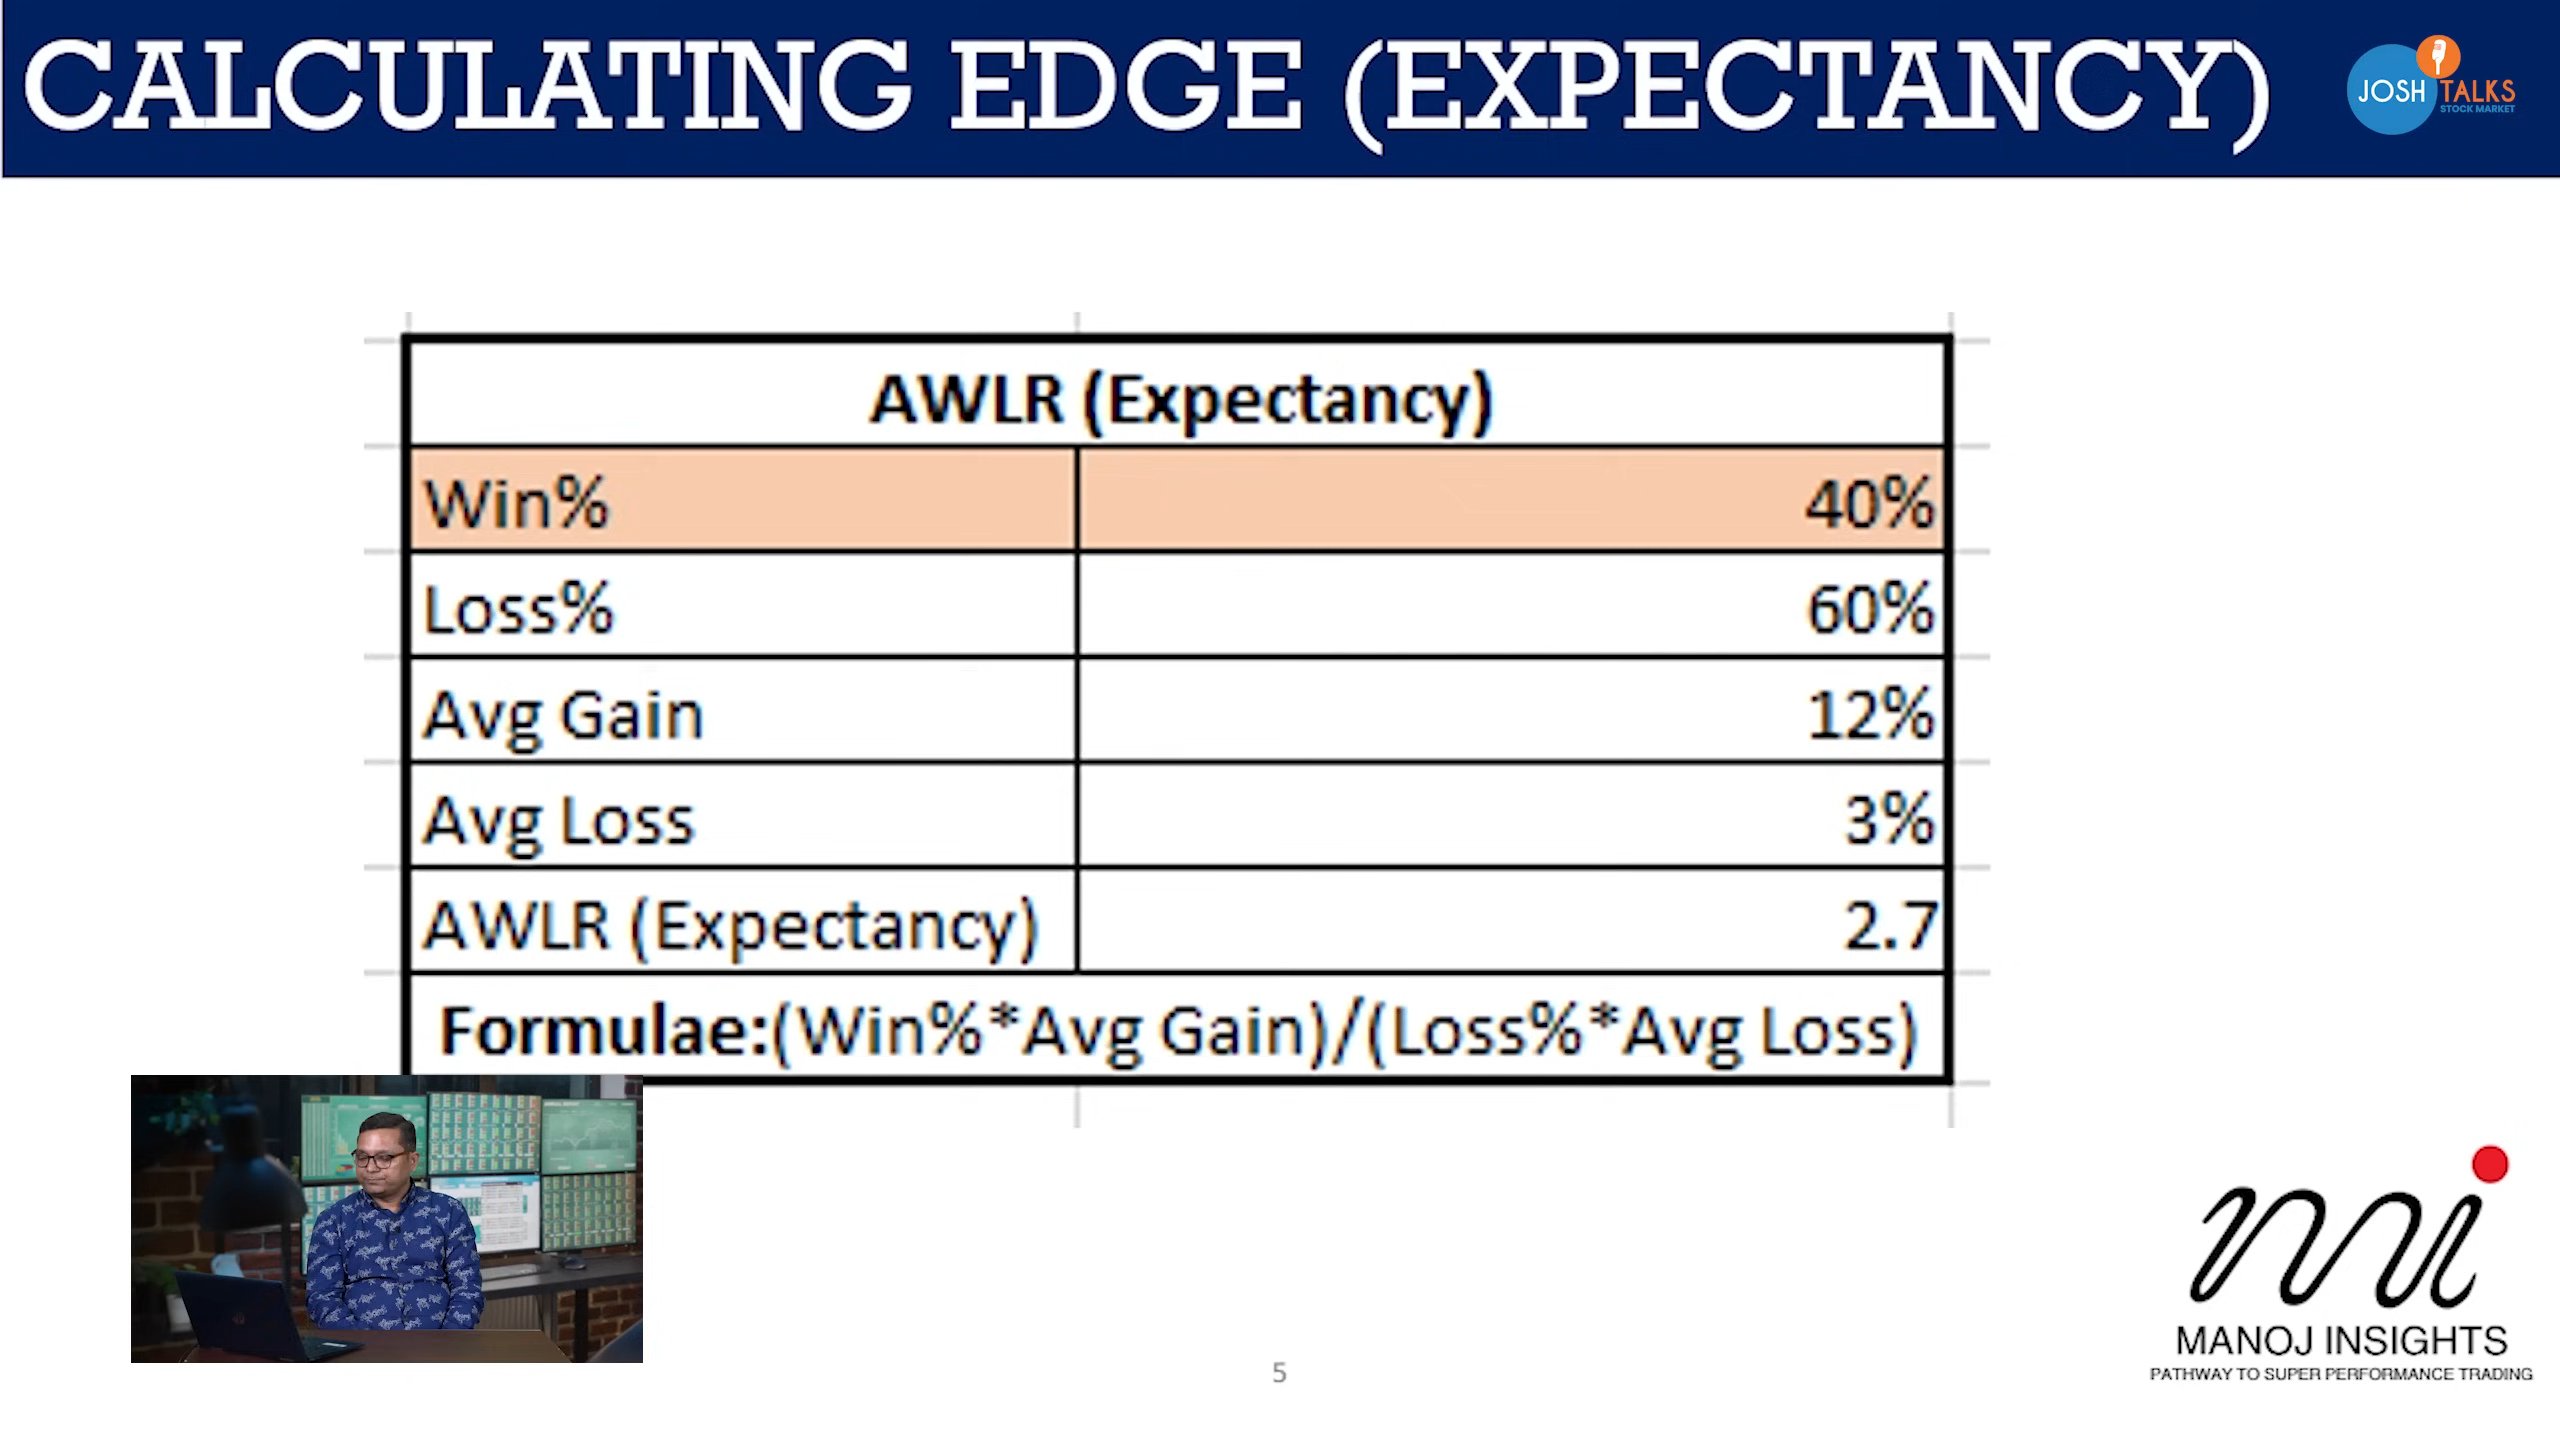 CALCULATING EDGE (EXPECTANCY)
JOSH TALKS
STOCK MARKET
AWLR (Expectancy)
Win% 40%
Loss% 60%
Avg Gain 12%
Avg Loss 3%
AWLR (Expectancy) 2.7
Formulae:(Win%*Avg Gain)/(Loss%*Avg Loss)
mi
MANOJ INSIGHTS
PATHWAY TO SUPER PERFORMANCE TRADING
5